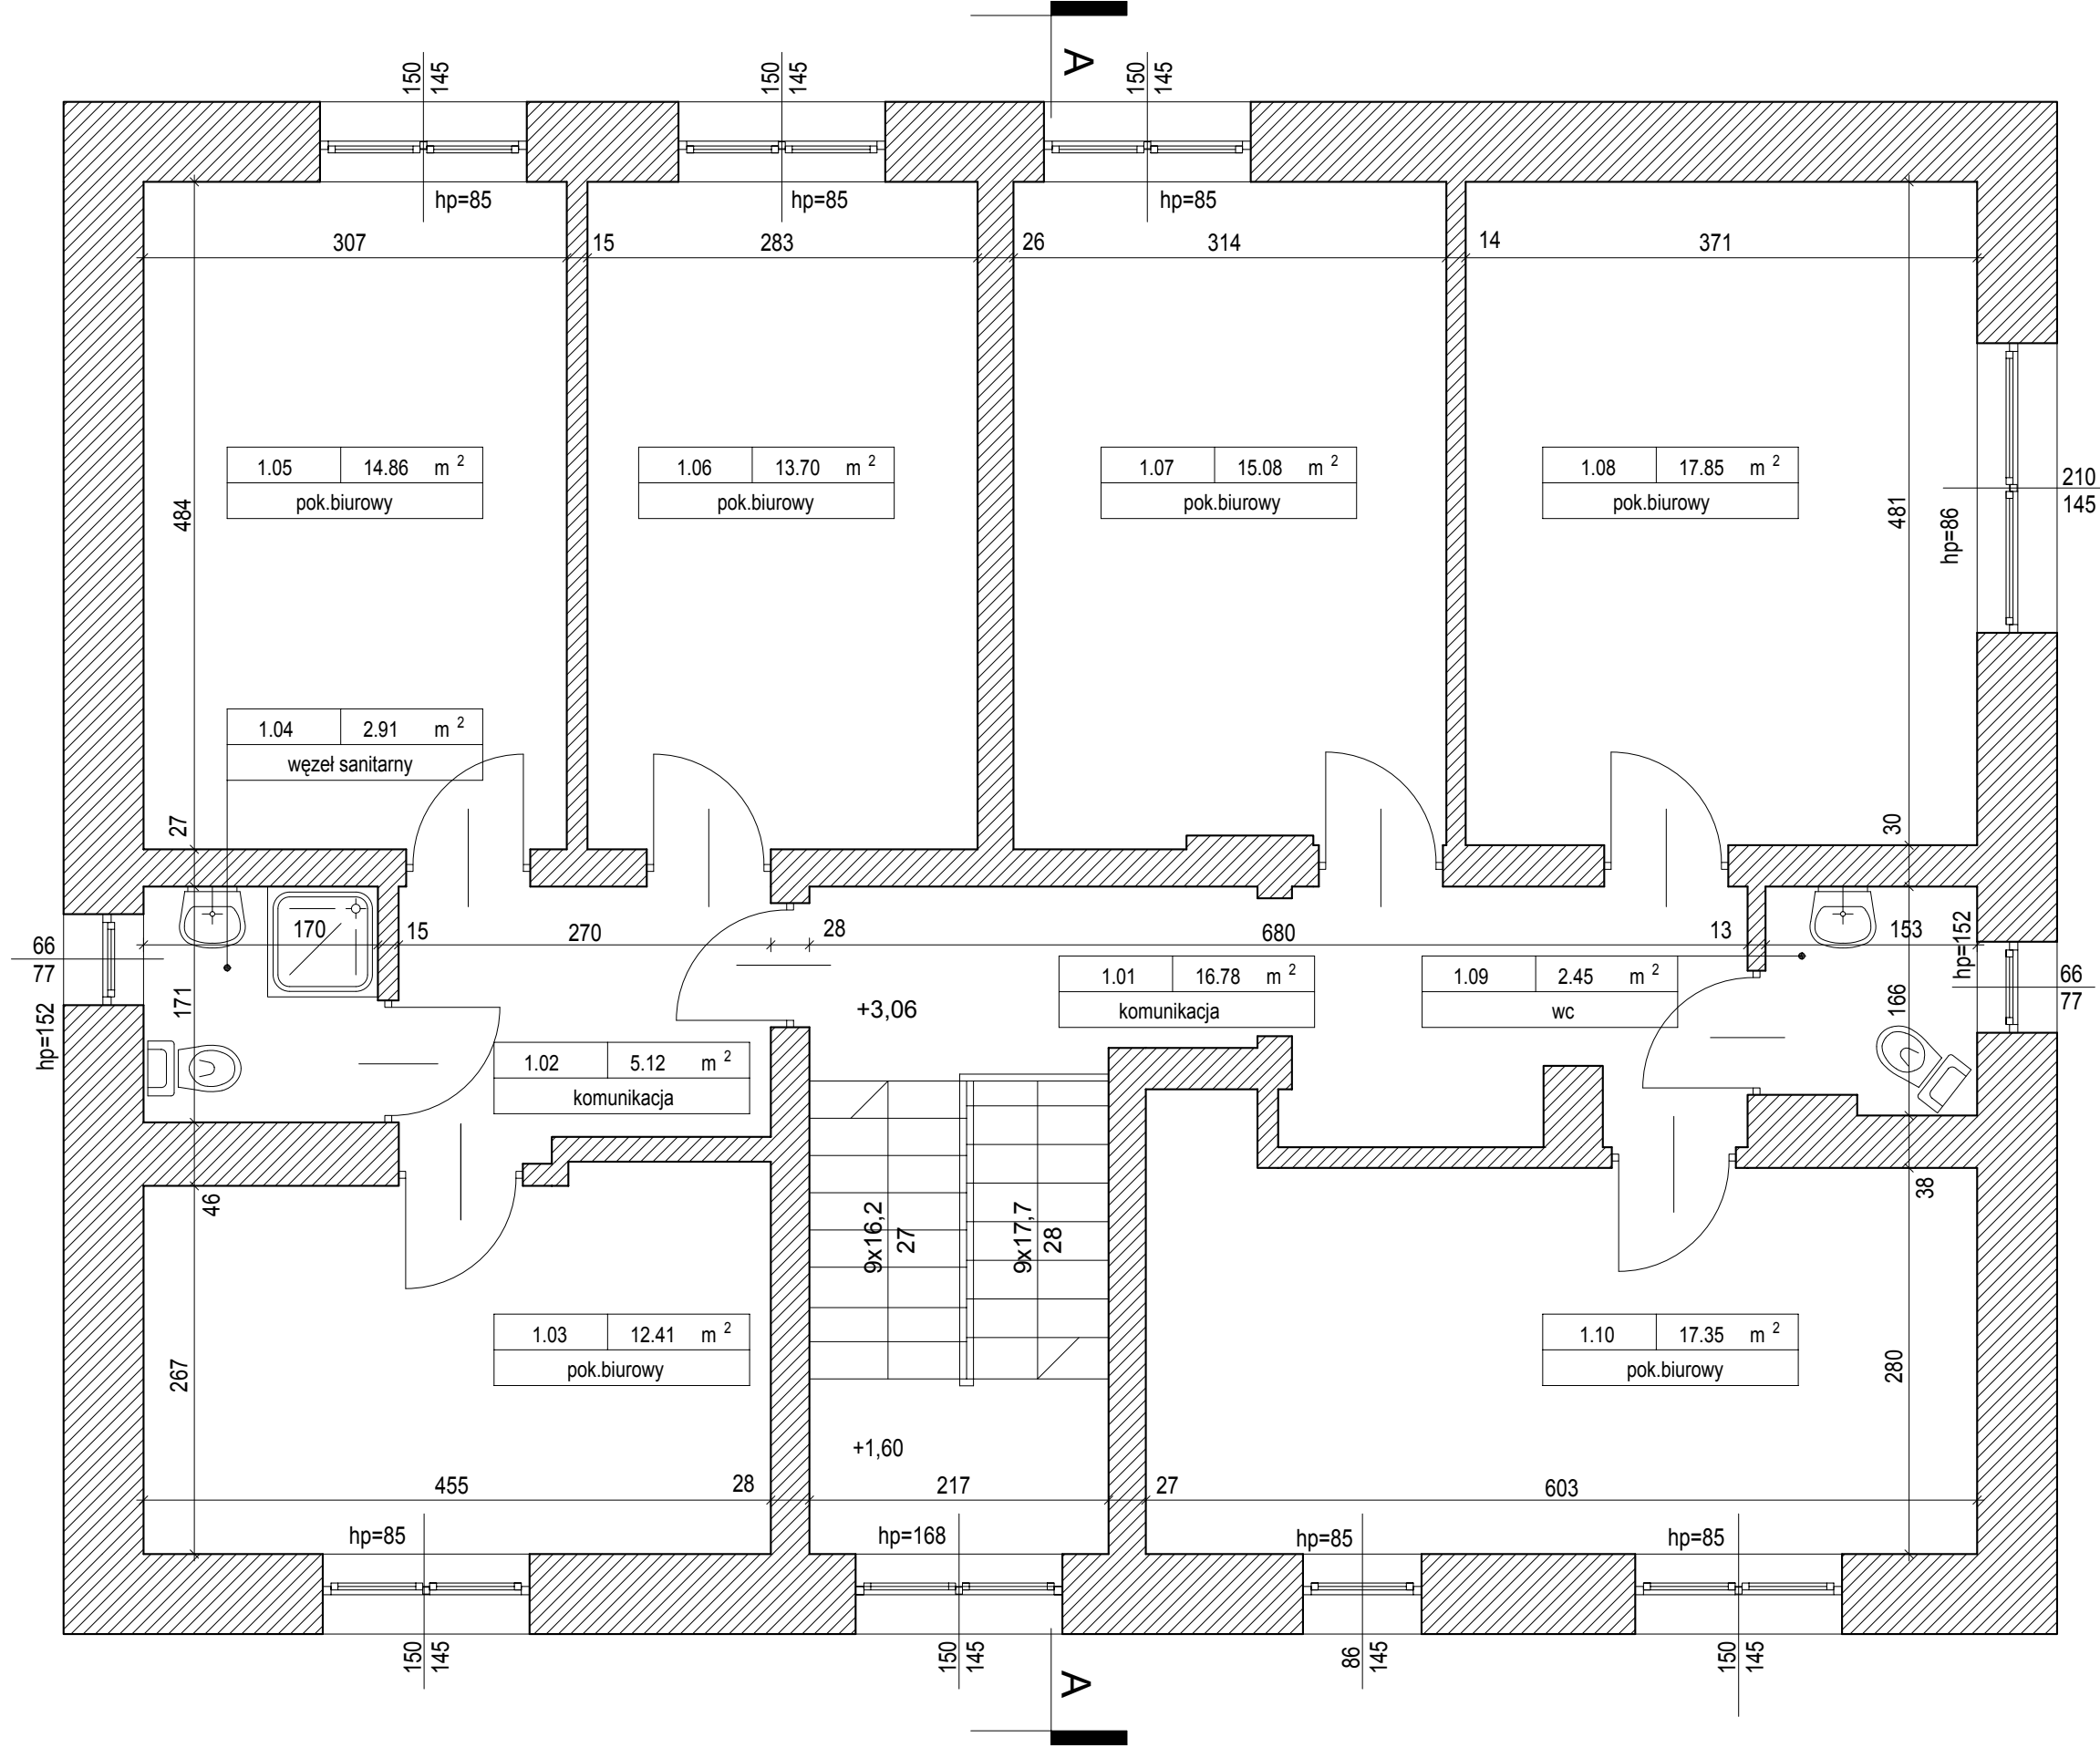 A
150
145
150
145
150
145
hp=85
hp=85
hp=85
307
15
283
26
314
14
371
1.05 14.86 m 2
pok.biurowy
1.06 13.70 m 2
pok.biurowy
1.07 15.08 m 2
pok.biurowy
1.08 17.85 m 2
pok.biurowy
210
145
hp=86
484
481
1.04 2.91 m 2
węzeł sanitarny
27
30
170
15
270
28
680
13
153
hp=152
66
77
hp=152
66
77
171
166
1.01 16.78 m 2
komunikacja
1.09 2.45 m 2
wc
+3,06
1.02 5.12 m 2
komunikacja
46
38
9x16,2
27
9x17,7
28
1.03 12.41 m 2
pok.biurowy
1.10 17.35 m 2
pok.biurowy
267
280
+1,60
455
28
217
27
603
hp=85
hp=168
hp=85
hp=85
150
145
150
145
86
145
150
145
A